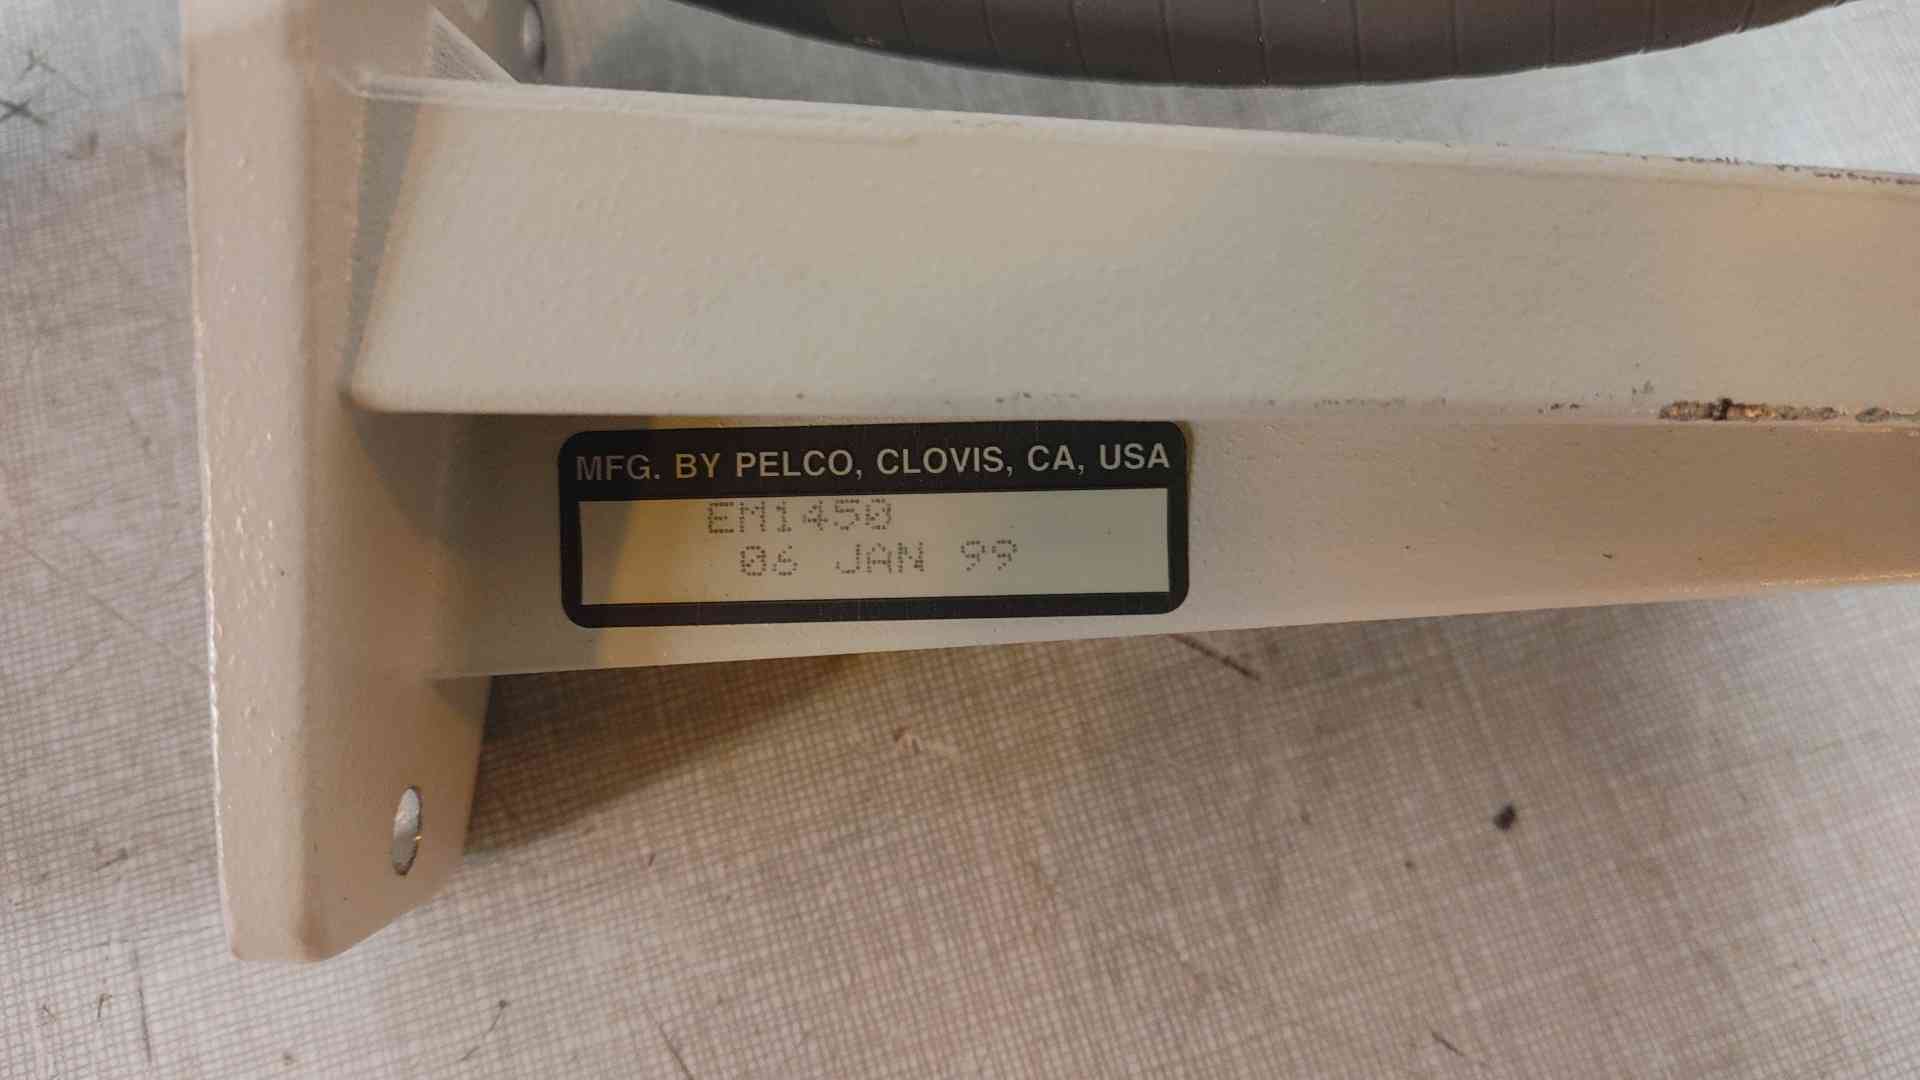 MFG. BY PELCO, CLOVIS, CA, USA
EM1450
06 JAN 99